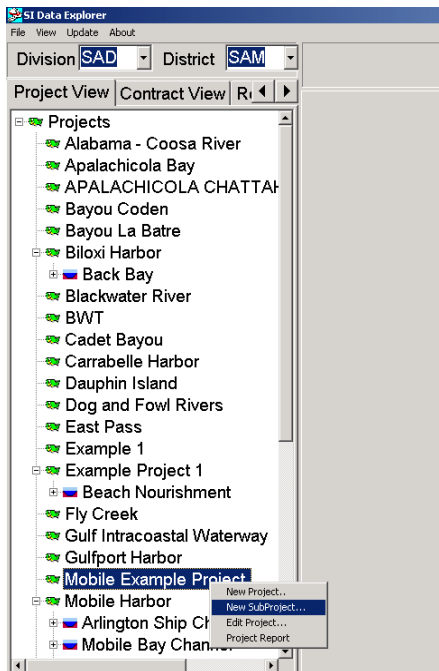 SI Data Explorer
File View Update About
Division SAD District SAM
Project View Contract View R
Projects
Alabama - Coosa River
Apalachicola Bay
APALACHICOLA CHATTAH
Bayou Coden
Bayou La Batre
Biloxi Harbor
Back Bay
Blackwater River
BWT
Cadet Bayou
Carrabelle Harbor
Dauphin Island
Dog and Fowl Rivers
East Pass
Example 1
Example Project 1
Beach Nourishment
Fly Creek
Gulf Intracoastal Waterway
Gulfport Harbor
Mobile Example Project
New Project..
Mobile Harbor
New SubProject...
Arlington Ship Ch
Edit Project...
Mobile Bay Chann
Project Report